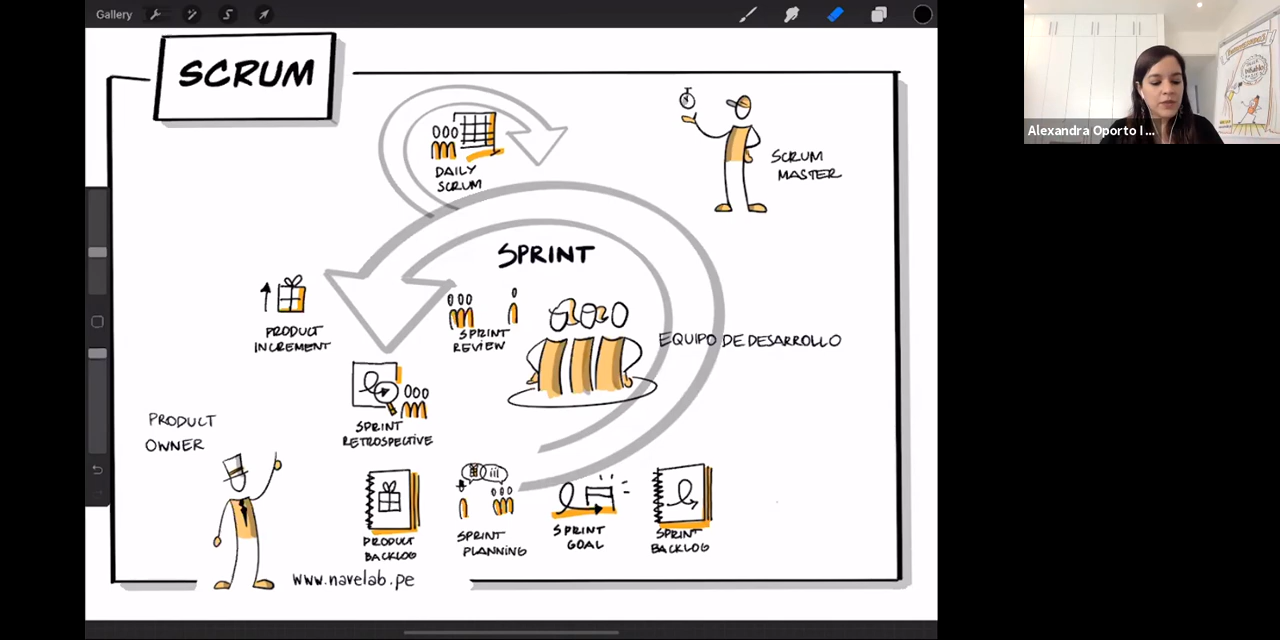 Gallery
SCRUM
DAILY
SCRUM
SCRUM
MASTER
SPRINT
PRODUCT
INCREMENT
SPRINT
REVIEW
EQUIPO DE DESARROLLO
SPRINT
RETROSPECTIVE
PRODUCT
OWNER
PRODUCT
BACKLOG
SPRINT
PLANNING
SPRINT
GOAL
SPRINT
BACKLOG
www.navelab.pe
Alexandra Oporto I...